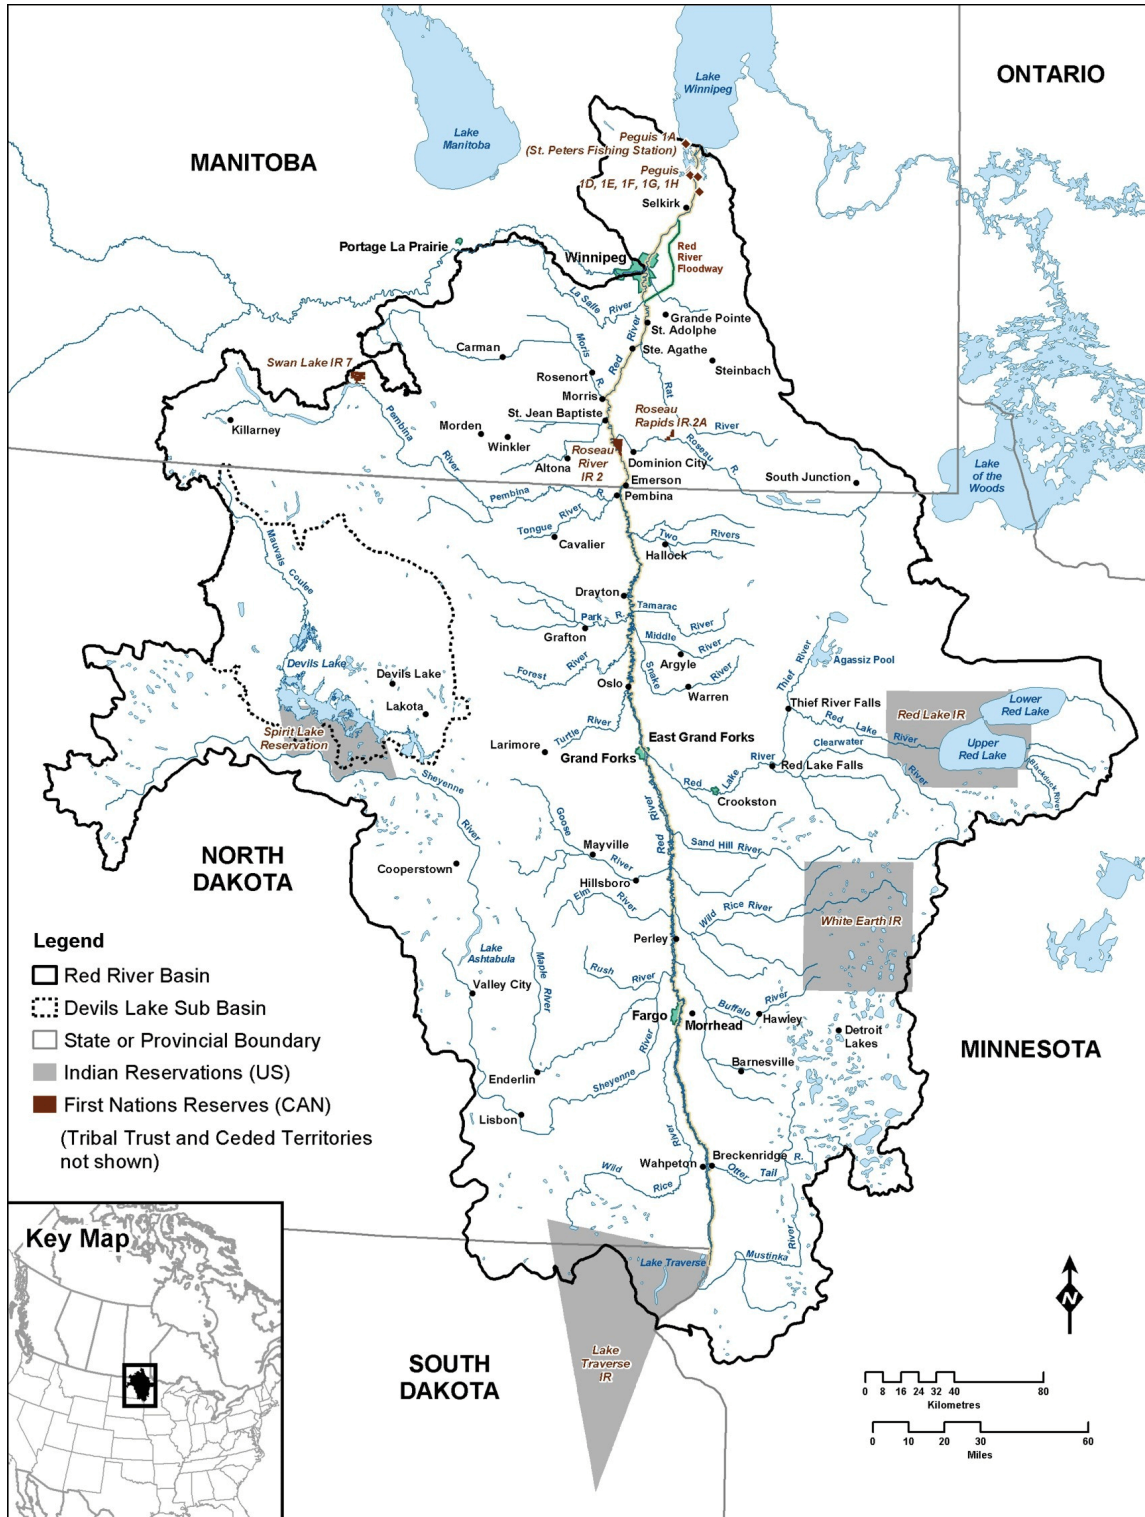 Lake
Winnipeg
ONTARIO
Lake
Manitoba
MANITOBA
Peguis 1A
(St. Peters Fishing Station)
Peguis
1D, 1E, 1F, 1G, 1H
Selkirk
Portage La Prairie
Winnipeg
Red
River
Floodway
La Salle
River
Grande Pointe
St. Adolphe
Carman
Morris
R.
Red
River
Ste. Agathe
Steinbach
Swan Lake IR 7
Rosenort
Rat
River
Morris
St. Jean Baptiste
Roseau
Rapids IR 2A
Killarney
Pembina
River
Morden
Winkler
Altona
Roseau
River
IR 2
Roseau
R.
Dominion City
South Junction
Lake
of the
Woods
Emerson
Pembina
R.
Pembina
Tongue
River
Cavalier
Two
Rivers
Hallock
Mauvais
Coulee
Drayton
Tamarac
River
Park
R.
Grafton
Middle
River
Argyle
Agassiz Pool
Forest
River
Snake
River
Thief River
Devils Lake
Devils Lake
Oslo
Warren
Lakota
Thief River Falls
Red Lake IR
Lower
Red Lake
Red
Lake
River
Spirit Lake
Reservation
Turtle
River
Larimore
Grand Forks
East Grand Forks
Clearwater
River
Upper
Red Lake
Blackduck River
River
Red Lake Falls
Red
Lake
Crookston
Sheyenne
River
Goose
River
River
Red
Mayville
Sand Hill River
NORTH
DAKOTA
Cooperstown
Hillsboro
Elm
River
Wild
Rice River
White Earth IR
Perley
Legend
Red River Basin
Devils Lake Sub Basin
State or Provincial Boundary
Indian Reservations (US)
First Nations Reserves (CAN)
(Tribal Trust and Ceded Territories
not shown)
Lake
Ashtabula
Maple
River
Rush
River
Valley City
Buffalo
River
Fargo
Morrhead
Hawley
Detroit
Lakes
MINNESOTA
River
Barnesville
Enderlin
Sheyenne
Lisbon
River
Wahpeton
Breckenridge
Wild
Rice
Otter
Tail
R.
Key Map
River
Mustinka
Lake Traverse
N
Lake
Traverse
IR
SOUTH
DAKOTA
0 8 16 24 32 40 80
Kilometres
0 10 20 30 60
Miles